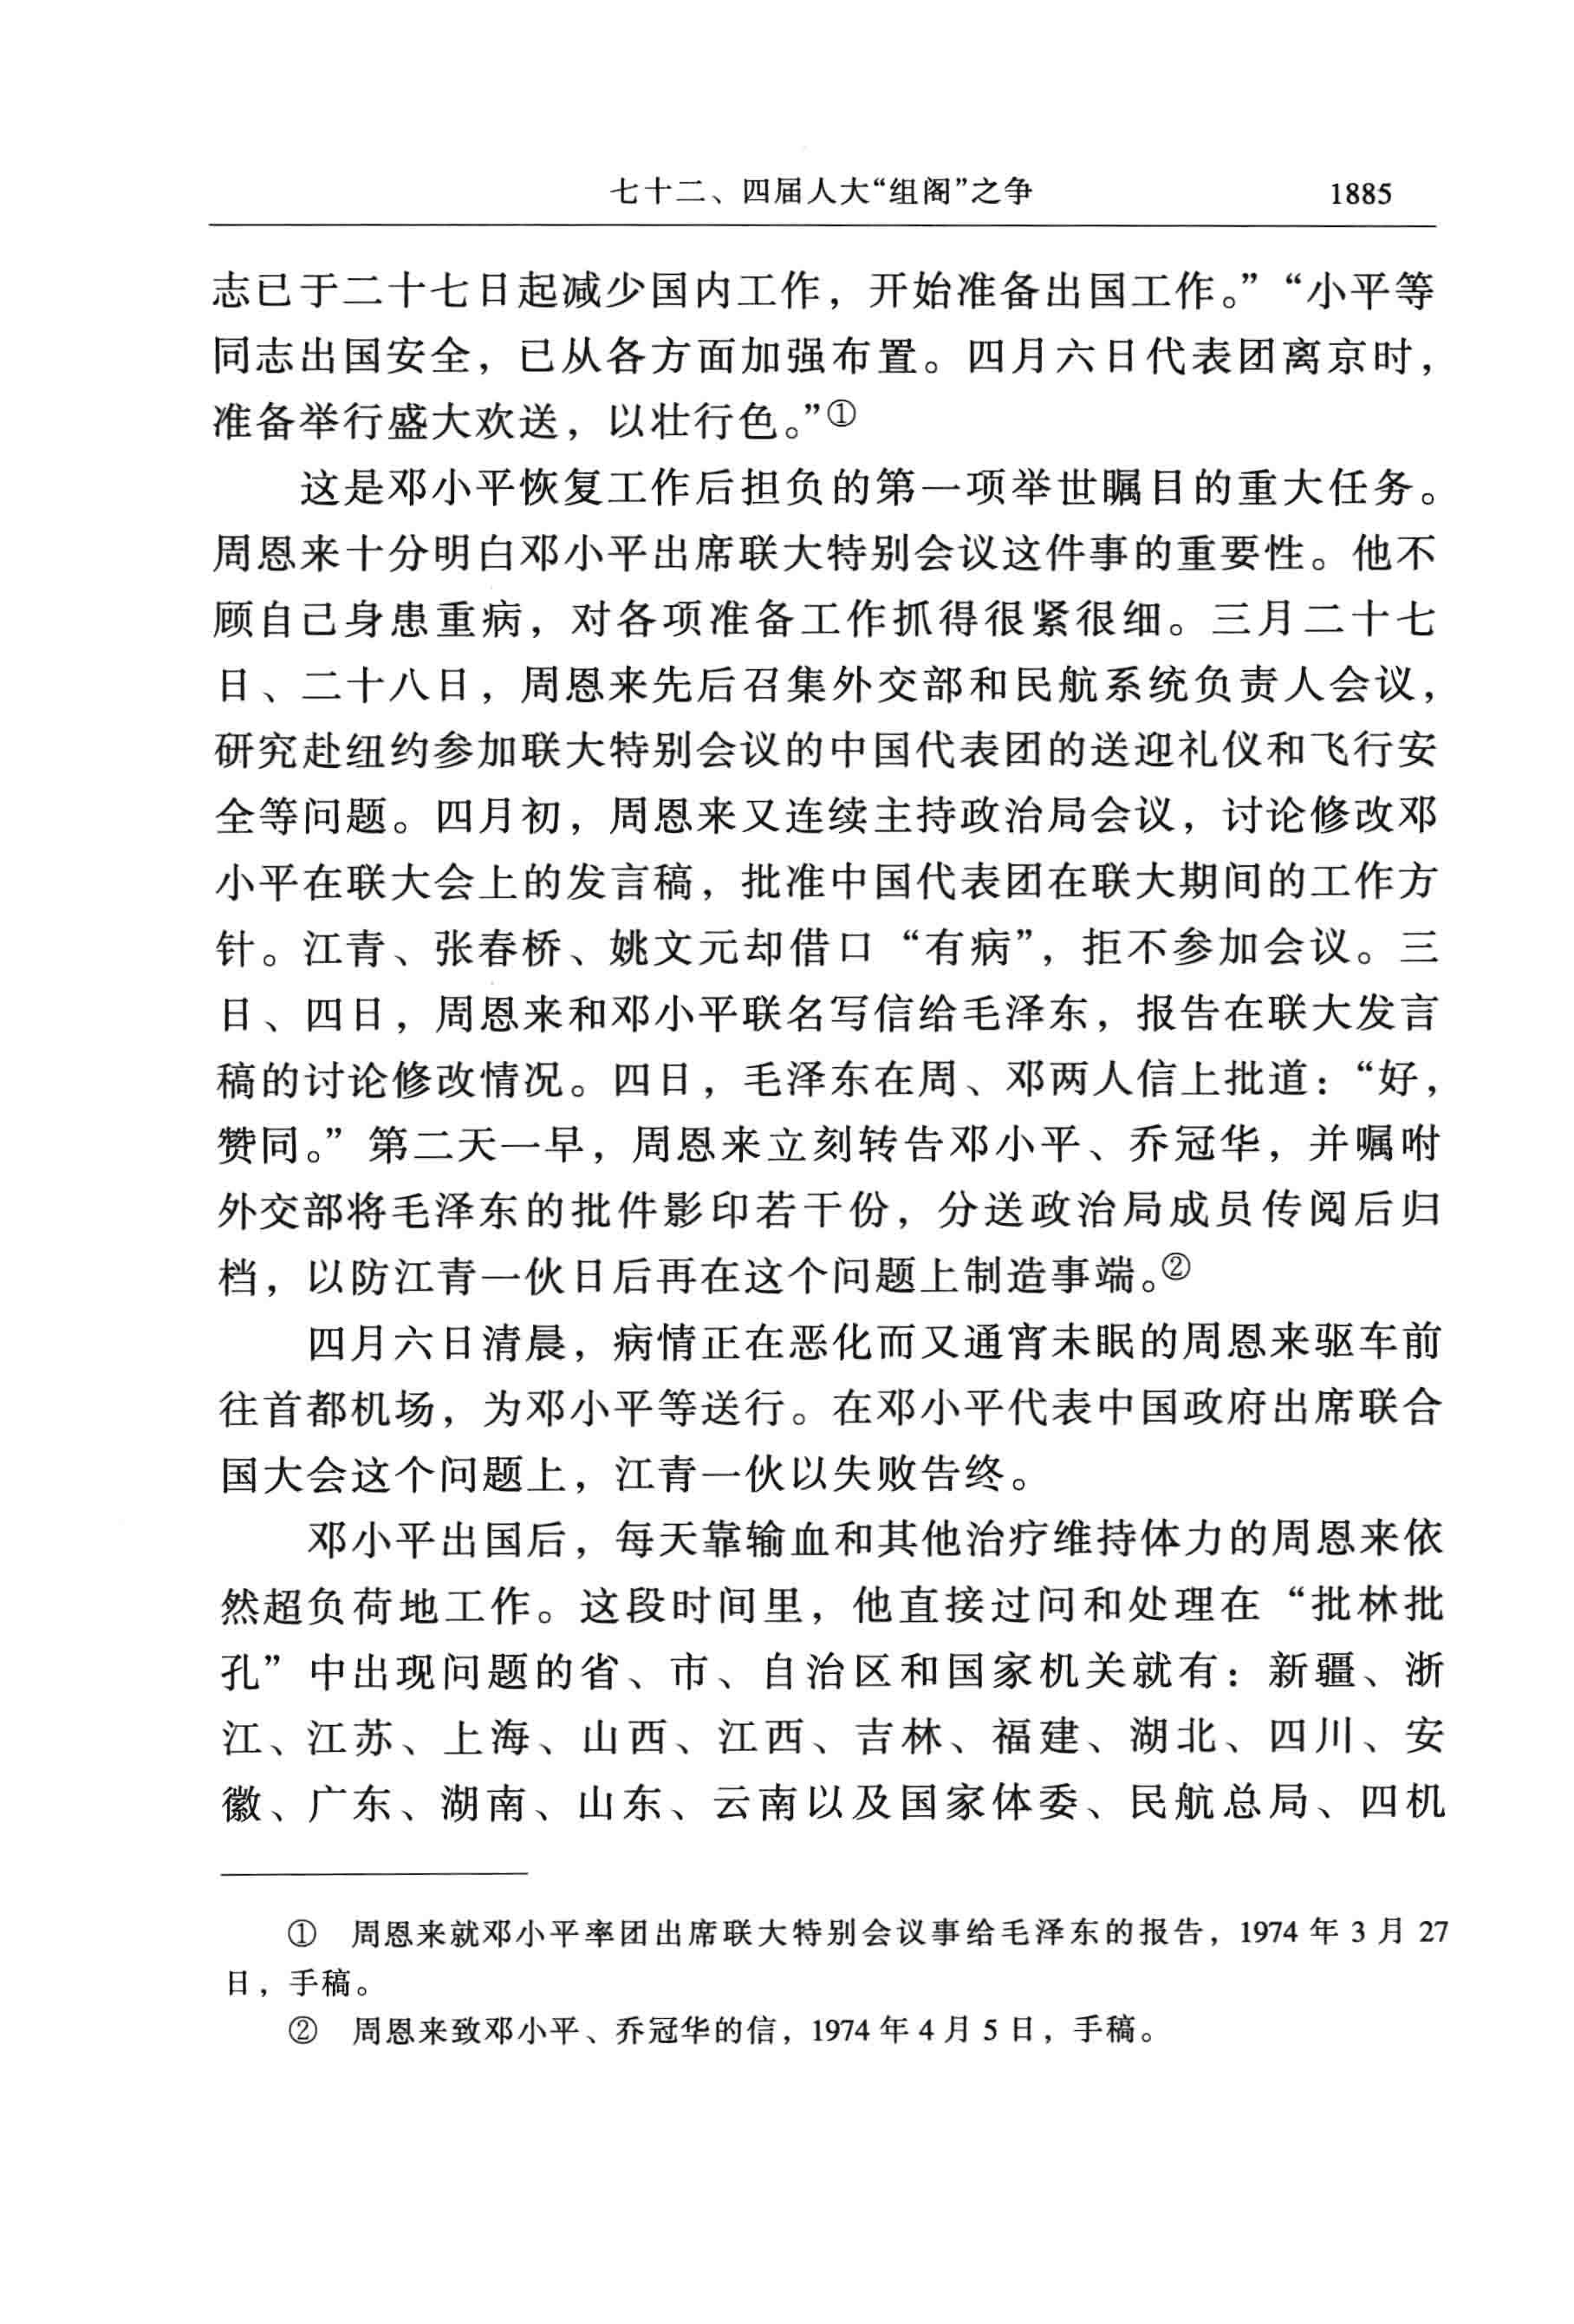 七十二、四届人大“组阁”之争 1885
志已于二十七日起减少国内工作，开始准备出国工作。”“小平等
同志出国安全，已从各方面加强布置。四月六日代表团离京时，
准备举行盛大欢送，以壮行色。”①
这是邓小平恢复工作后担负的第一项举世瞩目的重大任务。
周恩来十分明白邓小平出席联大特别会议这件事的重要性。他不
顾自己身患重病，对各项准备工作抓得很紧很细。三月二十七
日、二十八日，周恩来先后召集外交部和民航系统负责人会议，
研究赴纽约参加联大特别会议的中国代表团的送迎礼仪和飞行安
全等问题。四月初，周恩来又连续主持政治局会议，讨论修改邓
小平在联大会上的发言稿，批准中国代表团在联大期间的工作方
针。江青、张春桥、姚文元却借口“有病”，拒不参加会议。三
日、四日，周恩来和邓小平联名写信给毛泽东，报告在联大发言
稿的讨论修改情况。四日，毛泽东在周、邓两人信上批道：“好，
赞同。”第二天一早，周恩来立刻转告邓小平、乔冠华，并嘱咐
外交部将毛泽东的批件影印若干份，分送政治局成员传阅后归
档，以防江青一伙日后再在这个问题上制造事端。②
四月六日清晨，病情正在恶化而又通宵未眠的周恩来驱车前
往首都机场，为邓小平等送行。在邓小平代表中国政府出席联合
国大会这个问题上，江青一伙以失败告终。
邓小平出国后，每天靠输血和其他治疗维持体力的周恩来依
然超负荷地工作。这段时间里，他直接过问和处理在“批林批
孔”中出现问题的省、市、自治区和国家机关就有：新疆、浙
江、江苏、上海、山西、江西、吉林、福建、湖北、四川、安
徽、广东、湖南、山东、云南以及国家体委、民航总局、四机
① 周恩来就邓小平率团出席联大特别会议事给毛泽东的报告，1974 年 3 月 27
日，手稿。
② 周恩来致邓小平、乔冠华的信，1974 年 4 月 5 日，手稿。